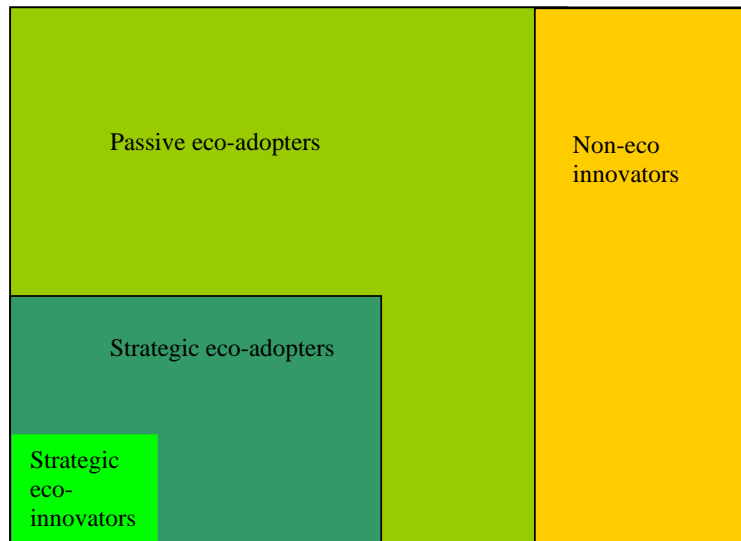 Passive eco-adopters
Non-eco
innovators
Strategic eco-adopters
Strategic
eco-
innovators